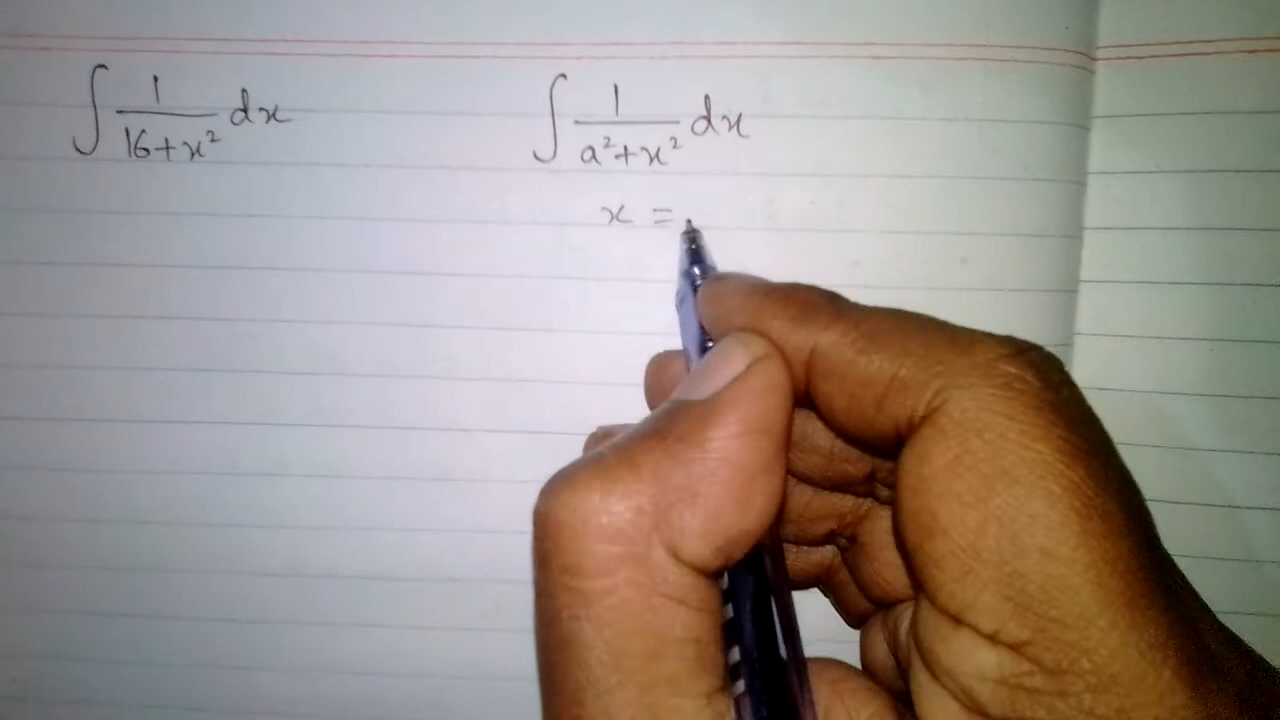 ∫ 1/(16+x²) dx
∫ 1/(a²+x²) dx
x =